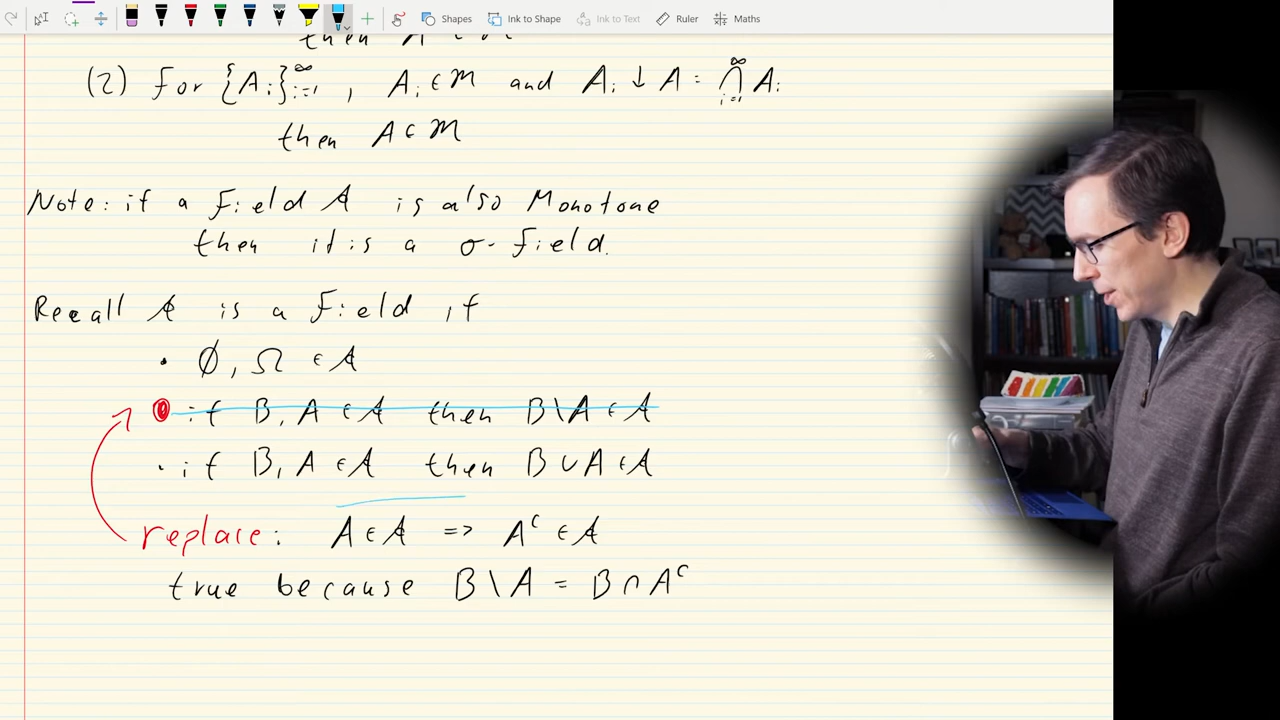 Shapes Ink to Shape Ink to Text Ruler Maths
then A ∈ ℳ
(2) For {Aᵢ}ᵢ₌₁^∞ , Aᵢ ∈ ℳ and Aᵢ ↓ A = ⋂ᵢ₌₁^∞ Aᵢ
then A ∈ ℳ
Note: if a Field 𝒜 is also Monotone
then it is a σ-field.
Recall 𝒜 is a Field if
· ∅, Ω ∈ 𝒜
· if B, A ∈ 𝒜 then B \ A ∈ 𝒜
· if B, A ∈ 𝒜 then B ∪ A ∈ 𝒜
replace: A ∈ 𝒜 => Aᶜ ∈ 𝒜
true because B \ A = B ∩ Aᶜ